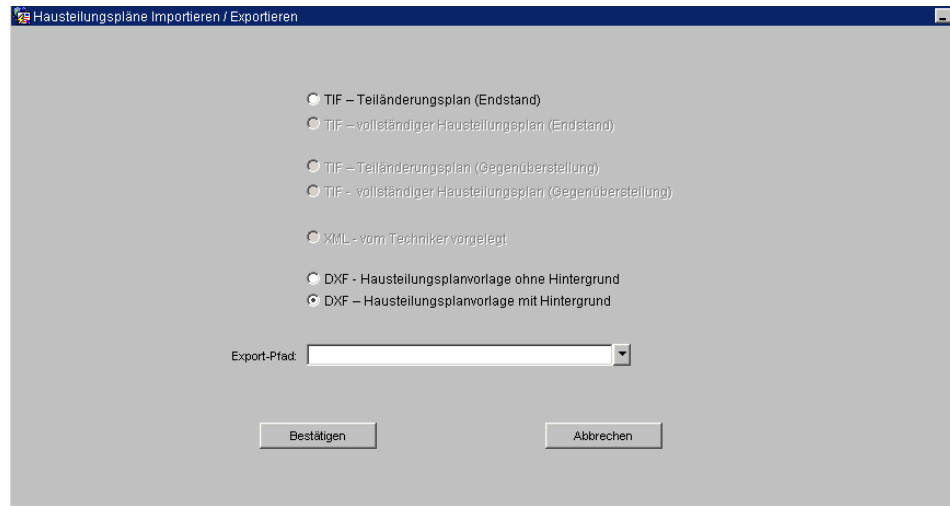 Hausteilungspläne Importieren / Exportieren
TIF – Teiländerungsplan (Endstand)
TIF – vollständiger Hausteilungsplan (Endstand)
TIF – Teiländerungsplan (Gegenüberstellung)
TIF - vollständiger Hausteilungsplan (Gegenüberstellung)
XML - vom Techniker vorgelegt
DXF - Hausteilungsplanvorlage ohne Hintergrund
DXF – Hausteilungsplanvorlage mit Hintergrund
Export-Pfad:
Bestätigen Abbrechen